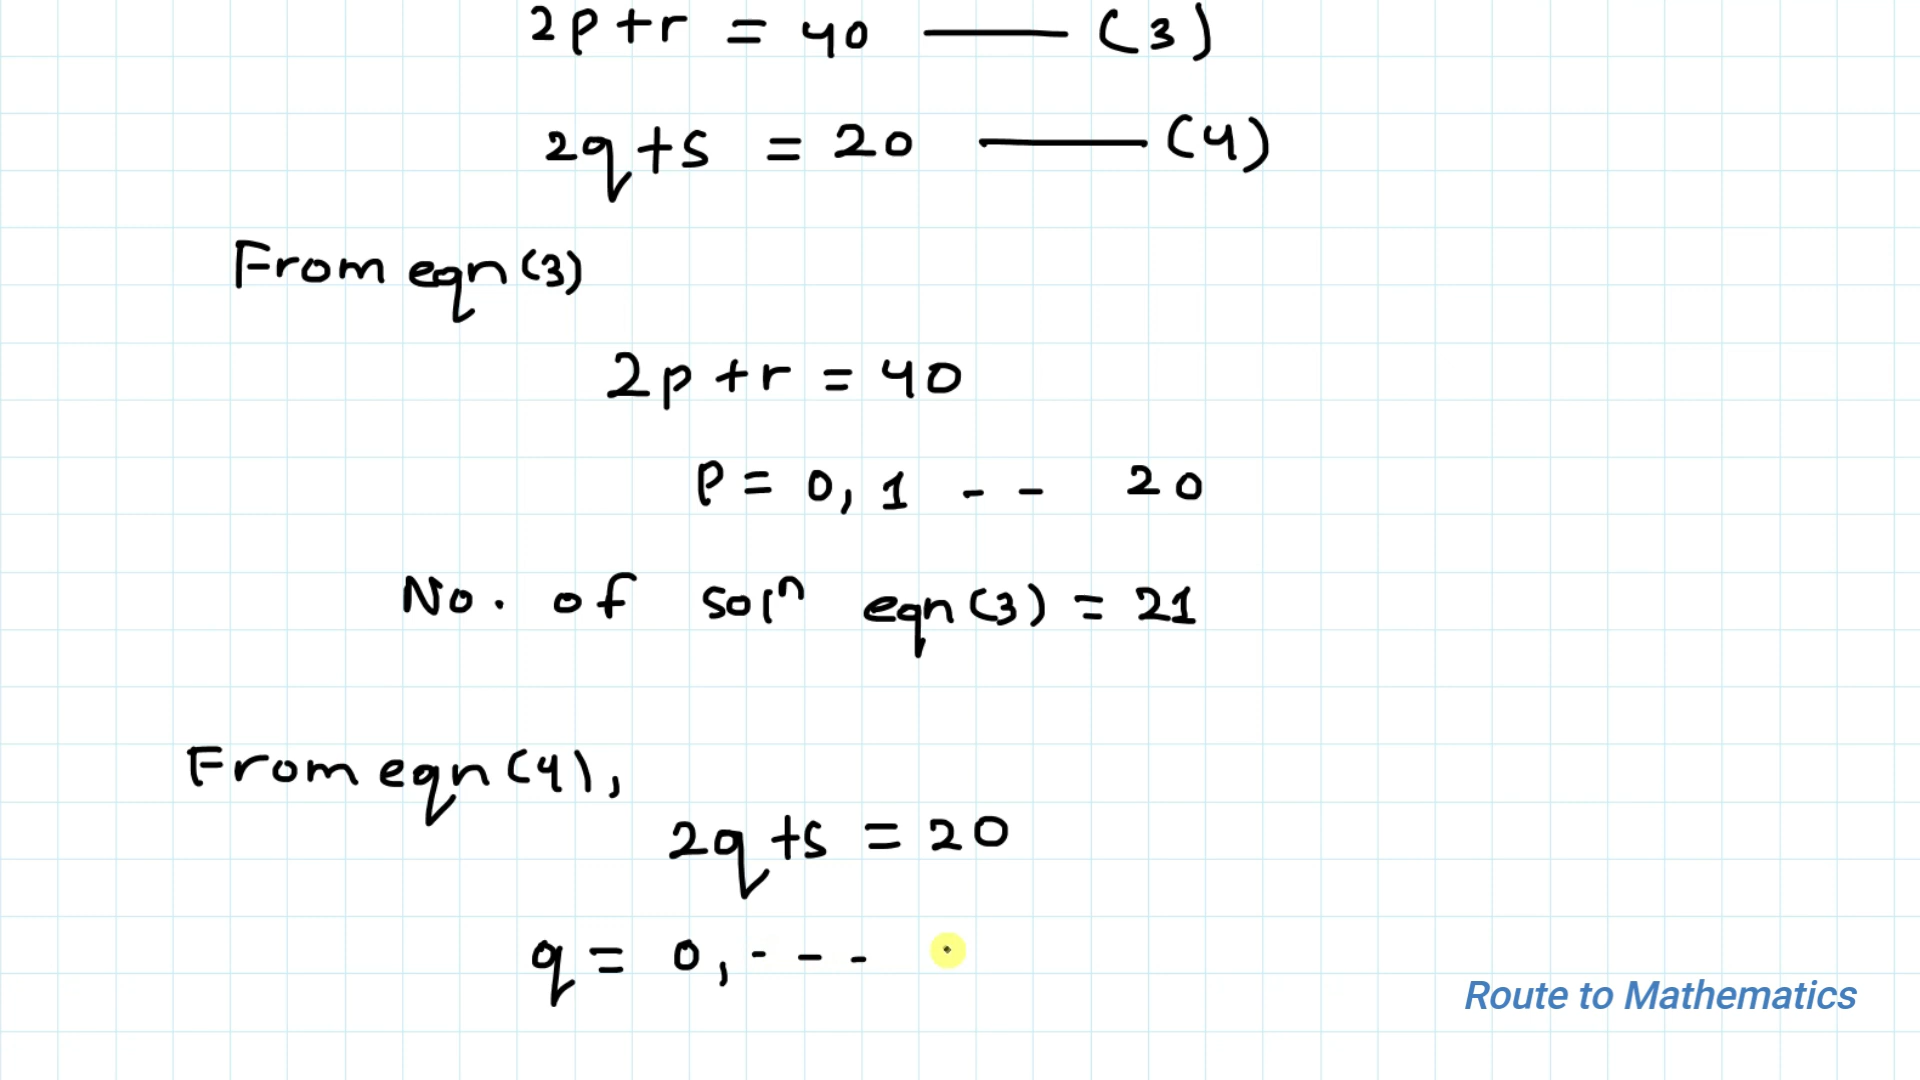 2p+r = 40 —— (3)
2q+s = 20 —— (4)
From eqn(3)
2p+r = 40
P = 0, 1 - - 20
No. of solⁿ eqn(3) = 21
From eqn(4),
2q+s = 20
q = 0, - - -
Route to Mathematics